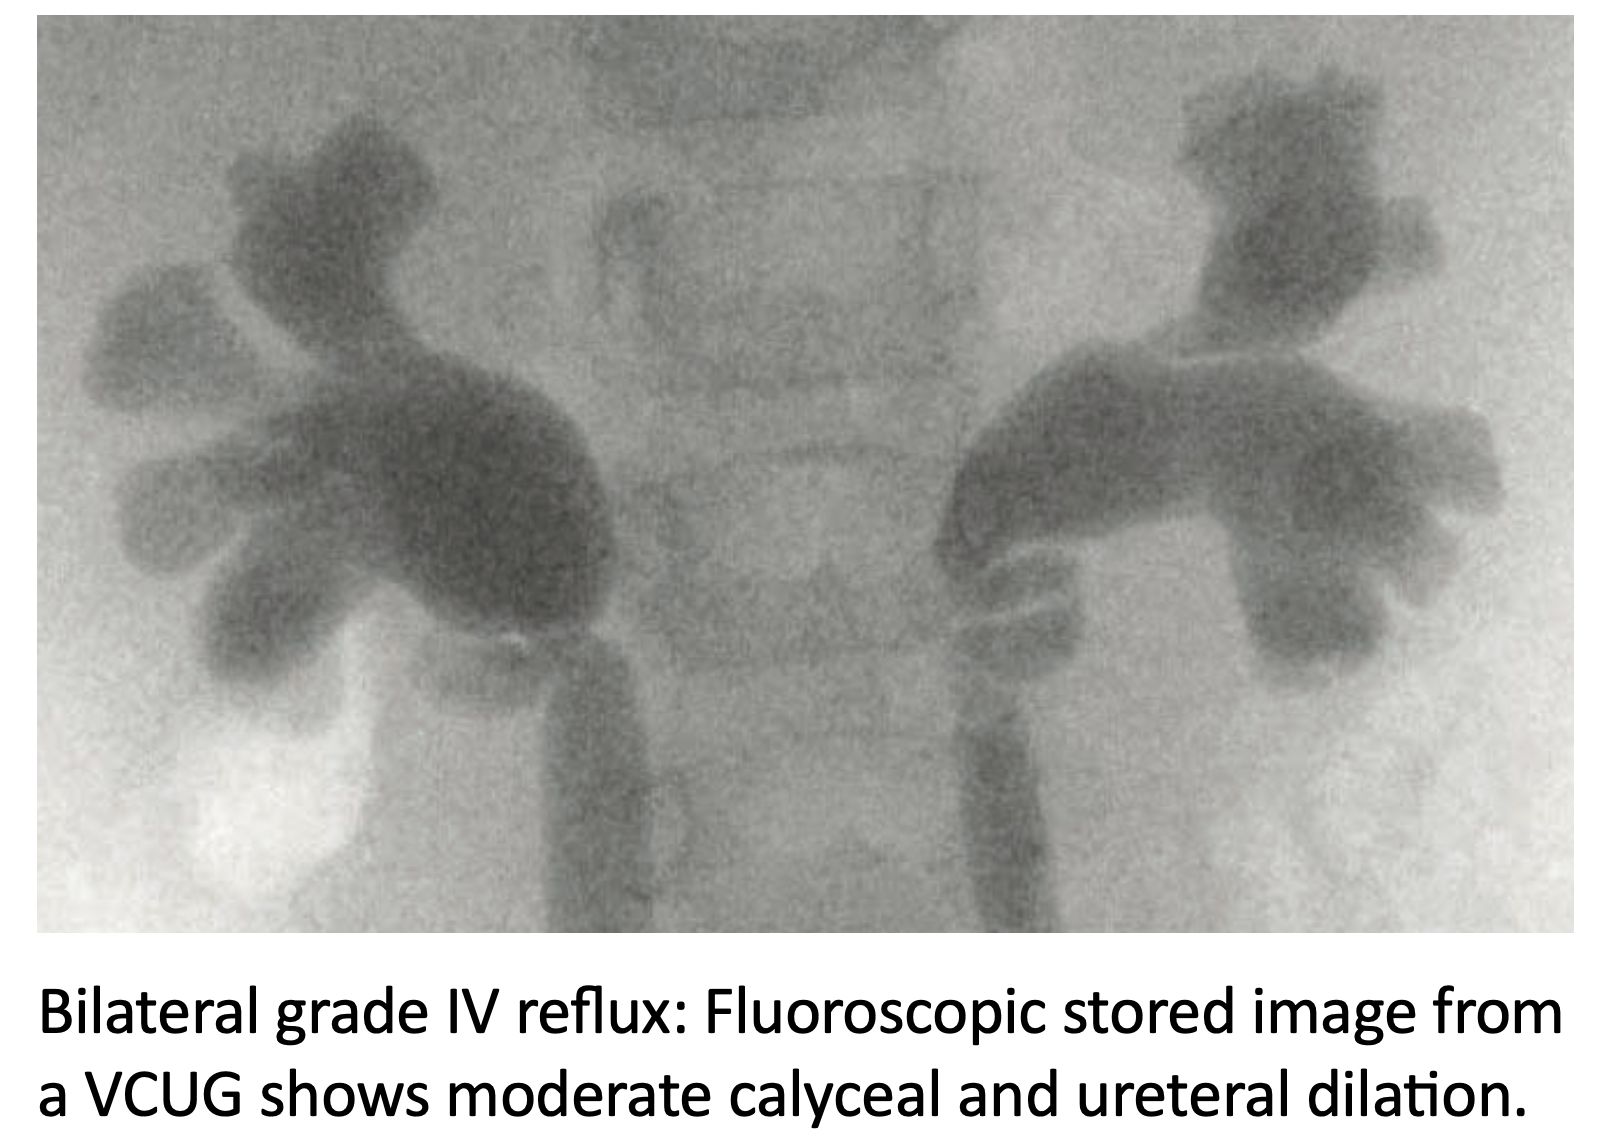 Bilateral grade IV reflux: Fluoroscopic stored image from
a VCUG shows moderate calyceal and ureteral dilation.